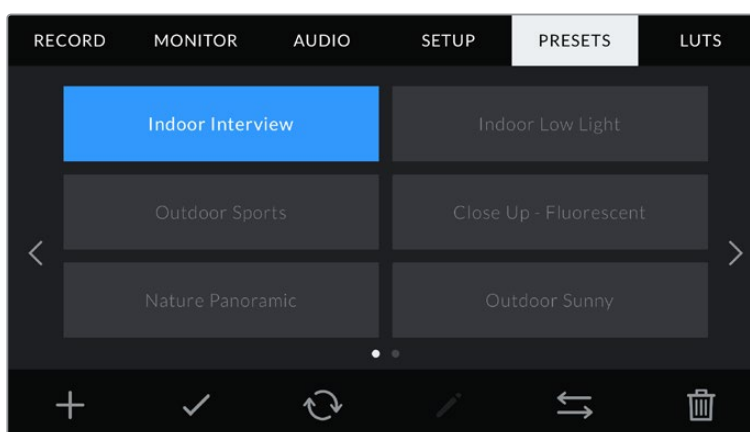 RECORD MONITOR AUDIO SETUP PRESETS LUTS
Indoor Interview Indoor Low Light
Outdoor Sports Close Up - Fluorescent
Nature Panoramic Outdoor Sunny